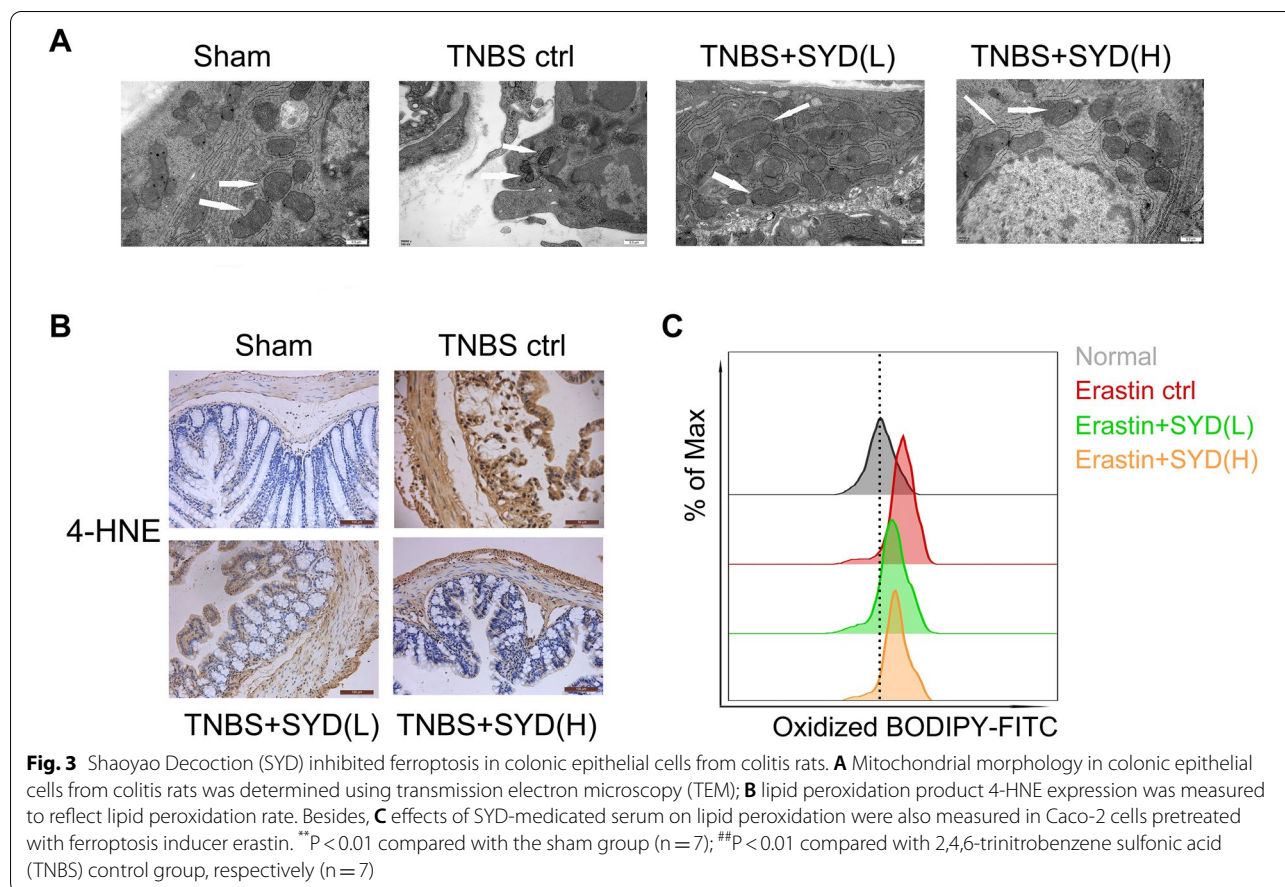 A
Sham
TNBS ctrl
TNBS+SYD(L)
TNBS+SYD(H)
B
Sham
TNBS ctrl
4-HNE
TNBS+SYD(L)
TNBS+SYD(H)
C
Normal
Erastin ctrl
Erastin+SYD(L)
Erastin+SYD(H)
% of Max
Oxidized BODIPY-FITC
Fig. 3 Shaoyao Decoction (SYD) inhibited ferroptosis in colonic epithelial cells from colitis rats. A Mitochondrial morphology in colonic epithelial
cells from colitis rats was determined using transmission electron microscopy (TEM); B lipid peroxidation product 4-HNE expression was measured
to reflect lipid peroxidation rate. Besides, C effects of SYD-medicated serum on lipid peroxidation were also measured in Caco-2 cells pretreated
with ferroptosis inducer erastin. **P < 0.01 compared with the sham group (n = 7); ##P < 0.01 compared with 2,4,6-trinitrobenzene sulfonic acid
(TNBS) control group, respectively (n = 7)